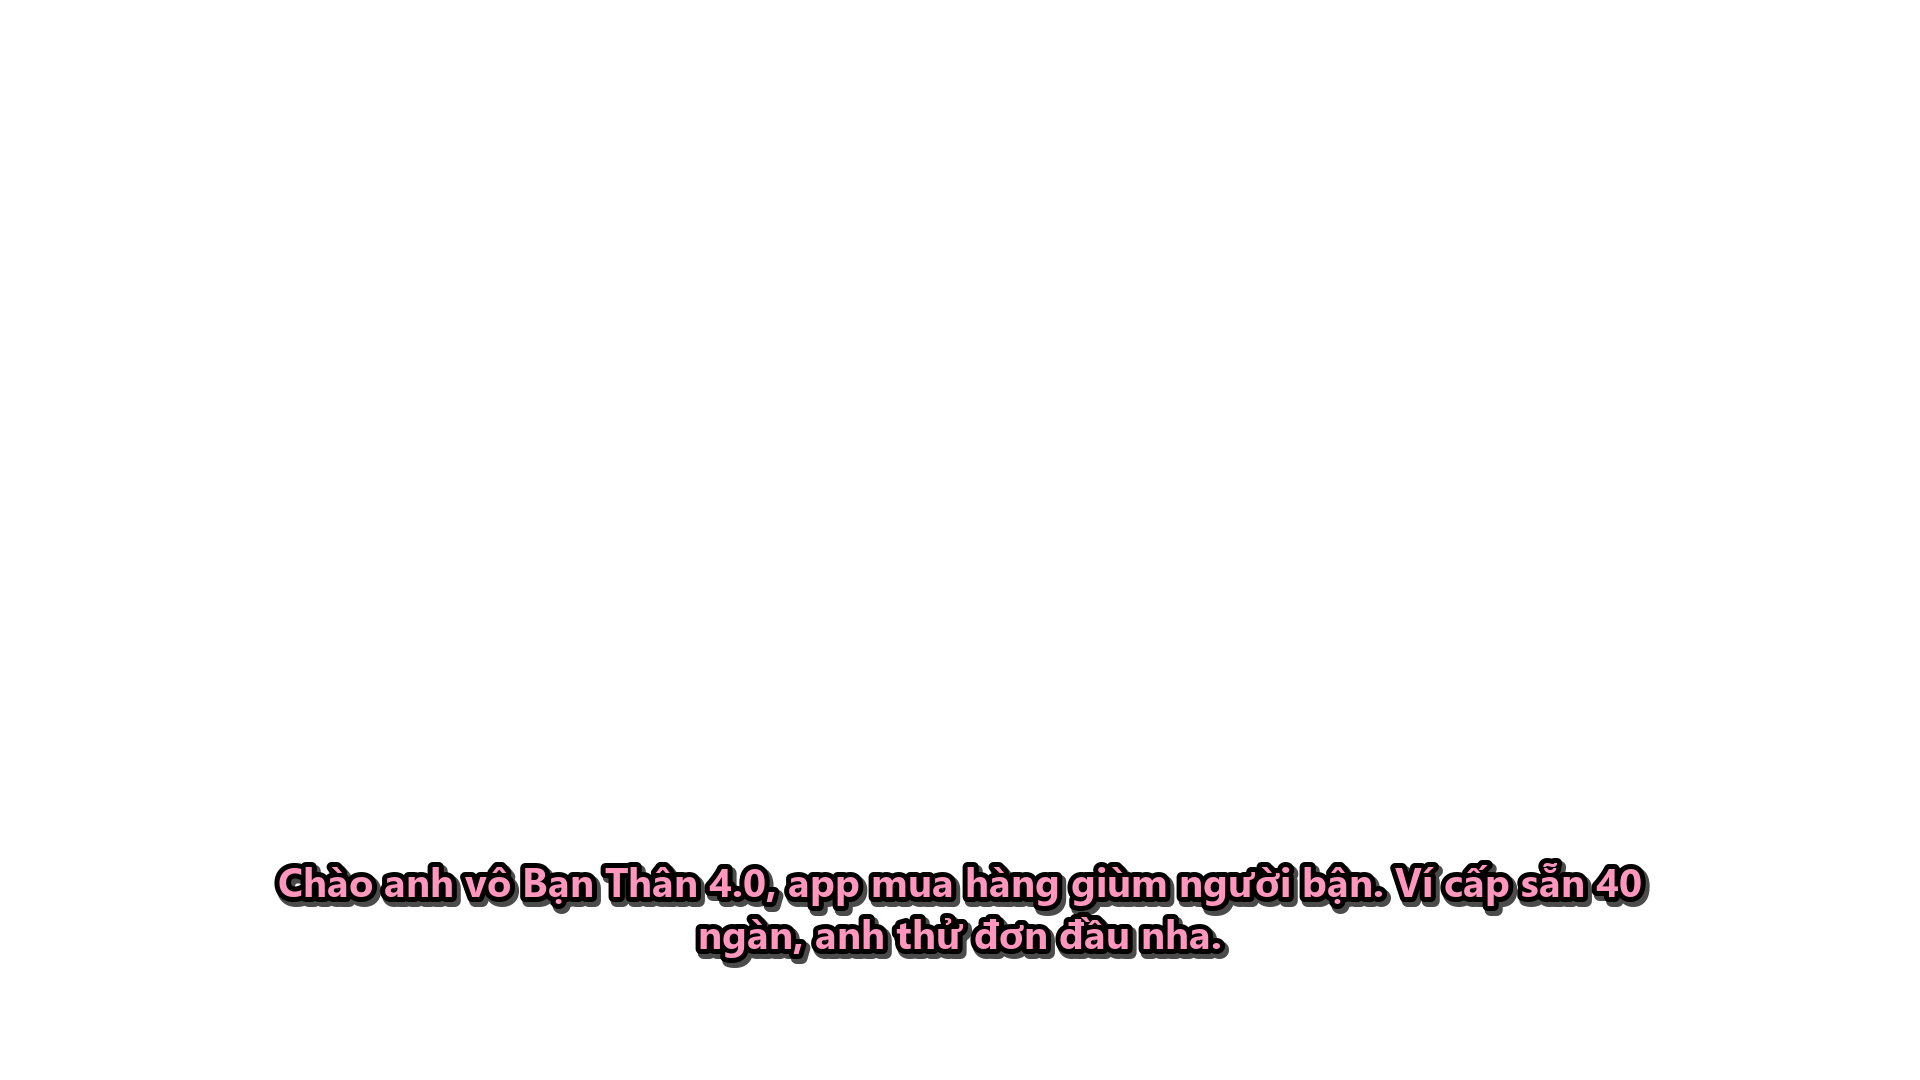 Chào anh vô Bạn Thân 4.0, app mua hàng giùm người bận. Ví cấp sẵn 40
ngàn, anh thử đơn đầu nha.